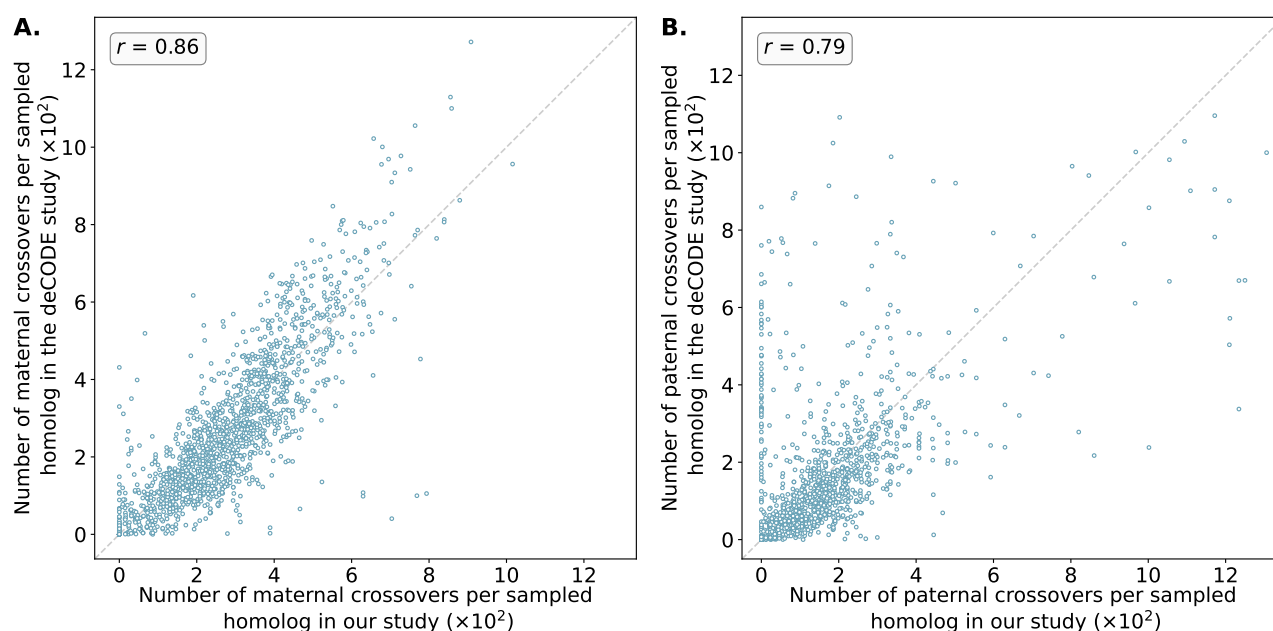 A.
r = 0.86
Number of maternal crossovers per sampled
homolog in the deCODE study (×10²)
12
10
8
6
4
2
0
0 2 4 6 8 10 12
Number of maternal crossovers per sampled
homolog in our study (×10²)
B.
r = 0.79
Number of paternal crossovers per sampled
homolog in the deCODE study (×10²)
12
10
8
6
4
2
0
0 2 4 6 8 10 12
Number of paternal crossovers per sampled
homolog in our study (×10²)